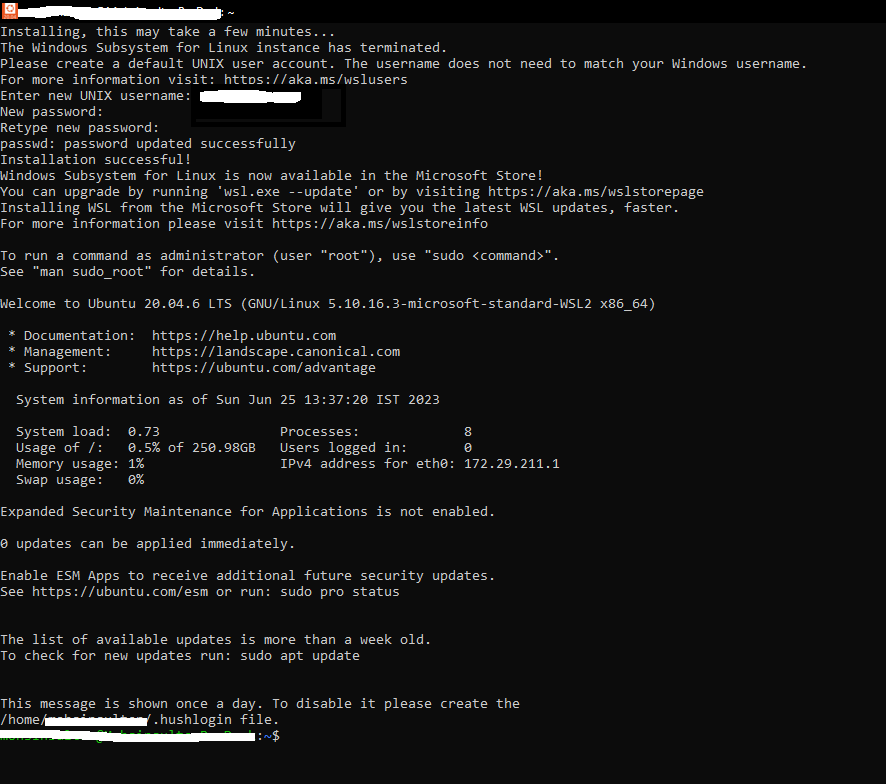 :~
Installing, this may take a few minutes...
The Windows Subsystem for Linux instance has terminated.
Please create a default UNIX user account. The username does not need to match your Windows username.
For more information visit: https://aka.ms/wslusers
Enter new UNIX username:
New password:
Retype new password:
passwd: password updated successfully
Installation successful!
Windows Subsystem for Linux is now available in the Microsoft Store!
You can upgrade by running 'wsl.exe --update' or by visiting https://aka.ms/wslstorepage
Installing WSL from the Microsoft Store will give you the latest WSL updates, faster.
For more information please visit https://aka.ms/wslstoreinfo

To run a command as administrator (user "root"), use "sudo <command>".
See "man sudo_root" for details.

Welcome to Ubuntu 20.04.6 LTS (GNU/Linux 5.10.16.3-microsoft-standard-WSL2 x86_64)

 * Documentation:  https://help.ubuntu.com
 * Management:     https://landscape.canonical.com
 * Support:        https://ubuntu.com/advantage

  System information as of Sun Jun 25 13:37:20 IST 2023

  System load:  0.73               Processes:             8
  Usage of /:   0.5% of 250.98GB   Users logged in:       0
  Memory usage: 1%                 IPv4 address for eth0: 172.29.211.1
  Swap usage:   0%

Expanded Security Maintenance for Applications is not enabled.

0 updates can be applied immediately.

Enable ESM Apps to receive additional future security updates.
See https://ubuntu.com/esm or run: sudo pro status

The list of available updates is more than a week old.
To check for new updates run: sudo apt update

This message is shown once a day. To disable it please create the
/home/ /.hushlogin file.
:~$